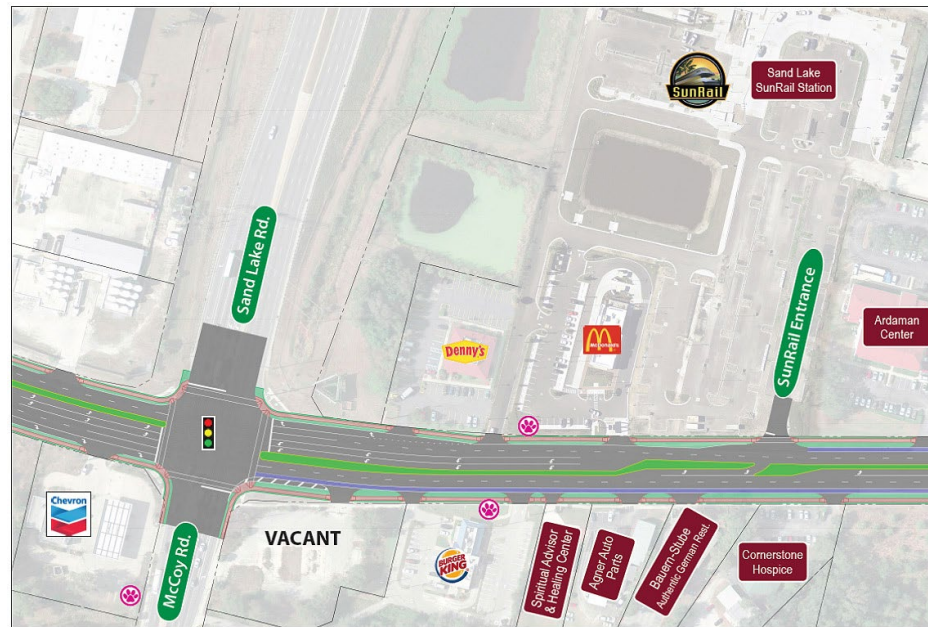 SunRail
Sand Lake
SunRail Station
Sand Lake Rd.
SunRail Entrance
Ardaman
Center
Denny's
McDonald's
Chevron
McCoy Rd.
VACANT
BURGER
KING
Spiritual Advisor
& Healing Center
Agner Auto
Parts
Bauern-Stube
Authentic German Rest.
Cornerstone
Hospice